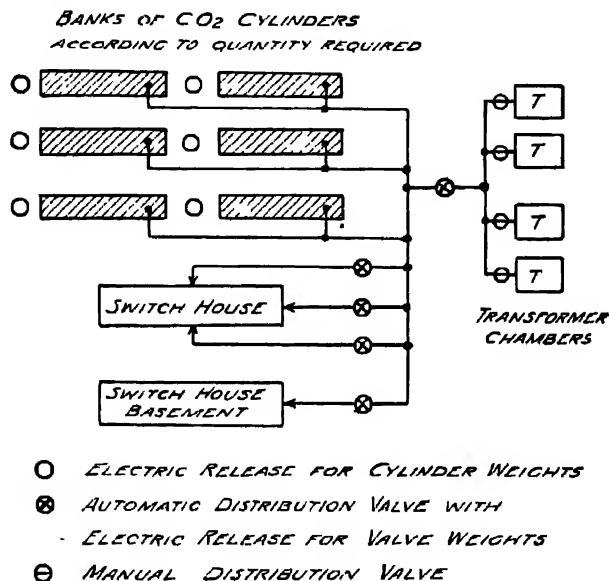 BANKS OF CO2 CYLINDERS
ACCORDING TO QUANTITY REQUIRED
T
T
T
T
SWITCH HOUSE
TRANSFORMER
CHAMBERS
SWITCH HOUSE
BASEMENT
ELECTRIC RELEASE FOR CYLINDER WEIGHTS
AUTOMATIC DISTRIBUTION VALVE WITH
ELECTRIC RELEASE FOR VALVE WEIGHTS
MANUAL DISTRIBUTION VALVE